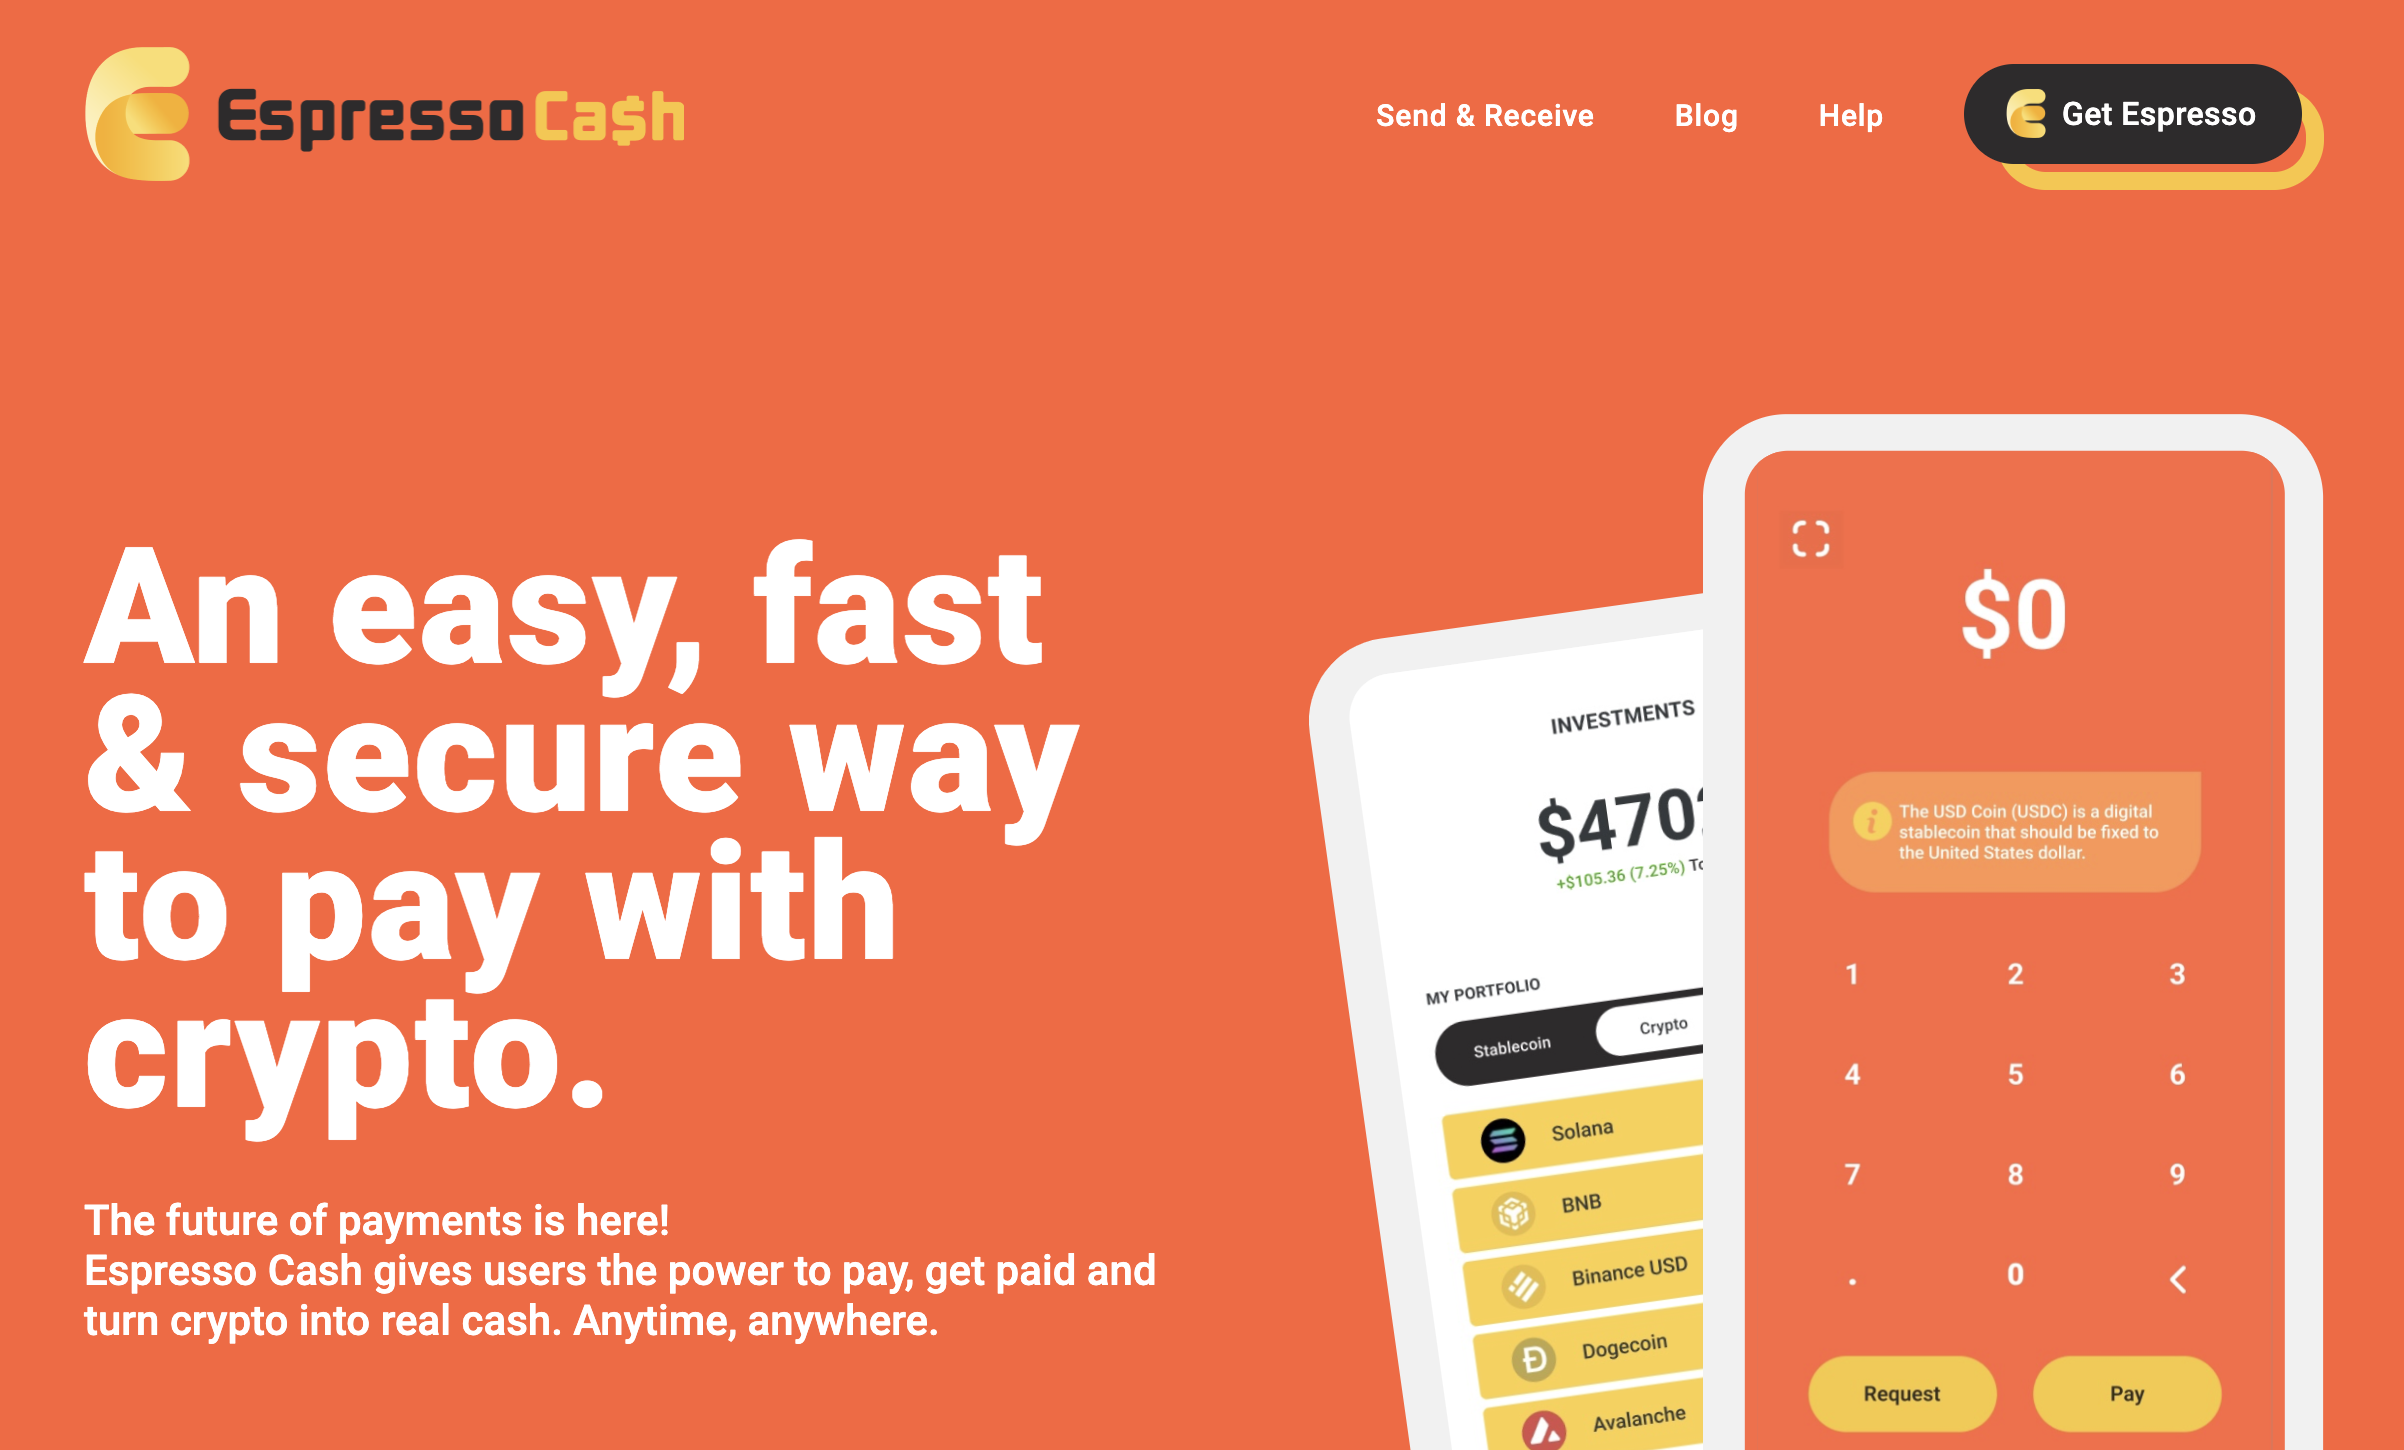 EspressoCa$h
Send & Receive
Blog
Help
Get Espresso
An easy, fast
& secure way
to pay with
crypto.
The future of payments is here!
Espresso Cash gives users the power to pay, get paid and
turn crypto into real cash. Anytime, anywhere.
INVESTMENTS
$470
+$105.36 (7.25%) To
MY PORTFOLIO
Stablecoin
Crypto
Solana
BNB
Binance USD
Dogecoin
Avalanche
$0
The USD Coin (USDC) is a digital
stablecoin that should be fixed to
the United States dollar.
1 2 3
4 5 6
7 8 9
. 0 <
Request
Pay